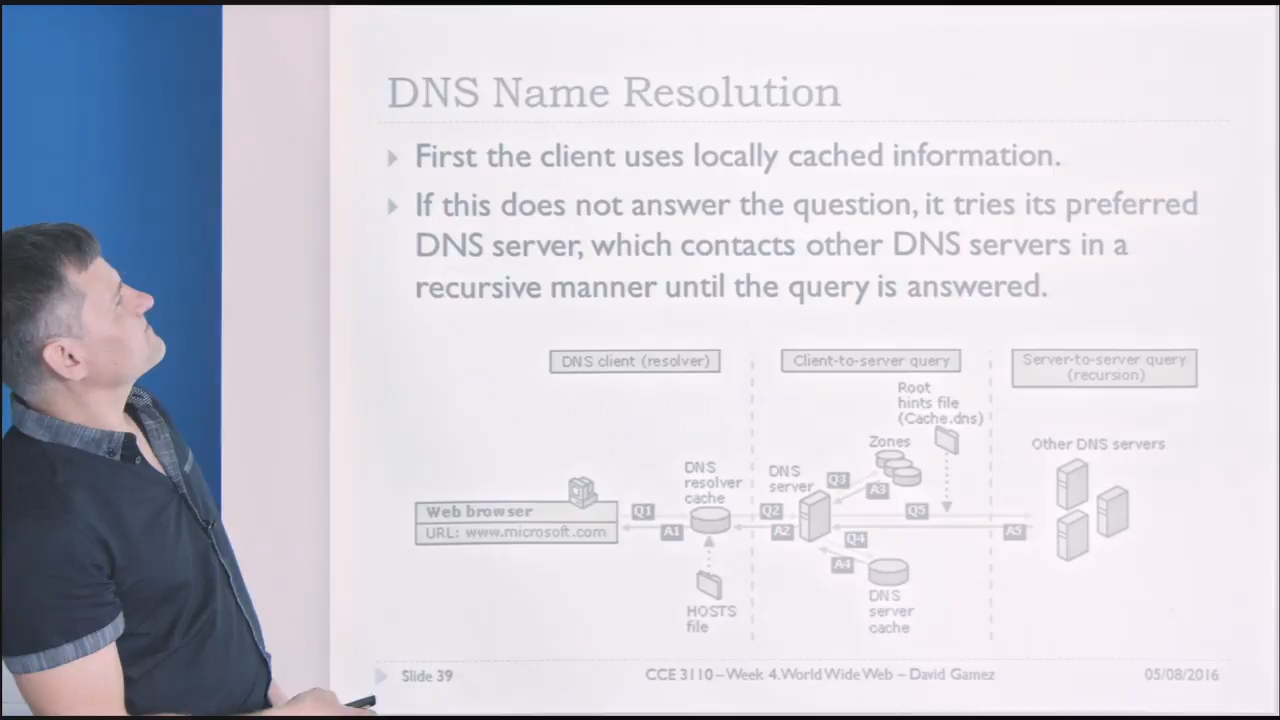 DNS Name Resolution
First the client uses locally cached information.
If this does not answer the question, it tries its preferred
DNS server, which contacts other DNS servers in a
recursive manner until the query is answered.
DNS client (resolver)
Client-to-server query
Server-to-server query
(recursion)
Root
hints file
(Cache.dns)
Zones
Other DNS servers
DNS
resolver
cache
DNS
server
Q3
A3
Web browser
URL: www.microsoft.com
Q1
A1
Q2
A2
Q5
A5
Q4
A4
HOSTS
file
DNS
server
cache
Slide 39
CCE 3110 – Week 4. World Wide Web – David Gamez
05/08/2016